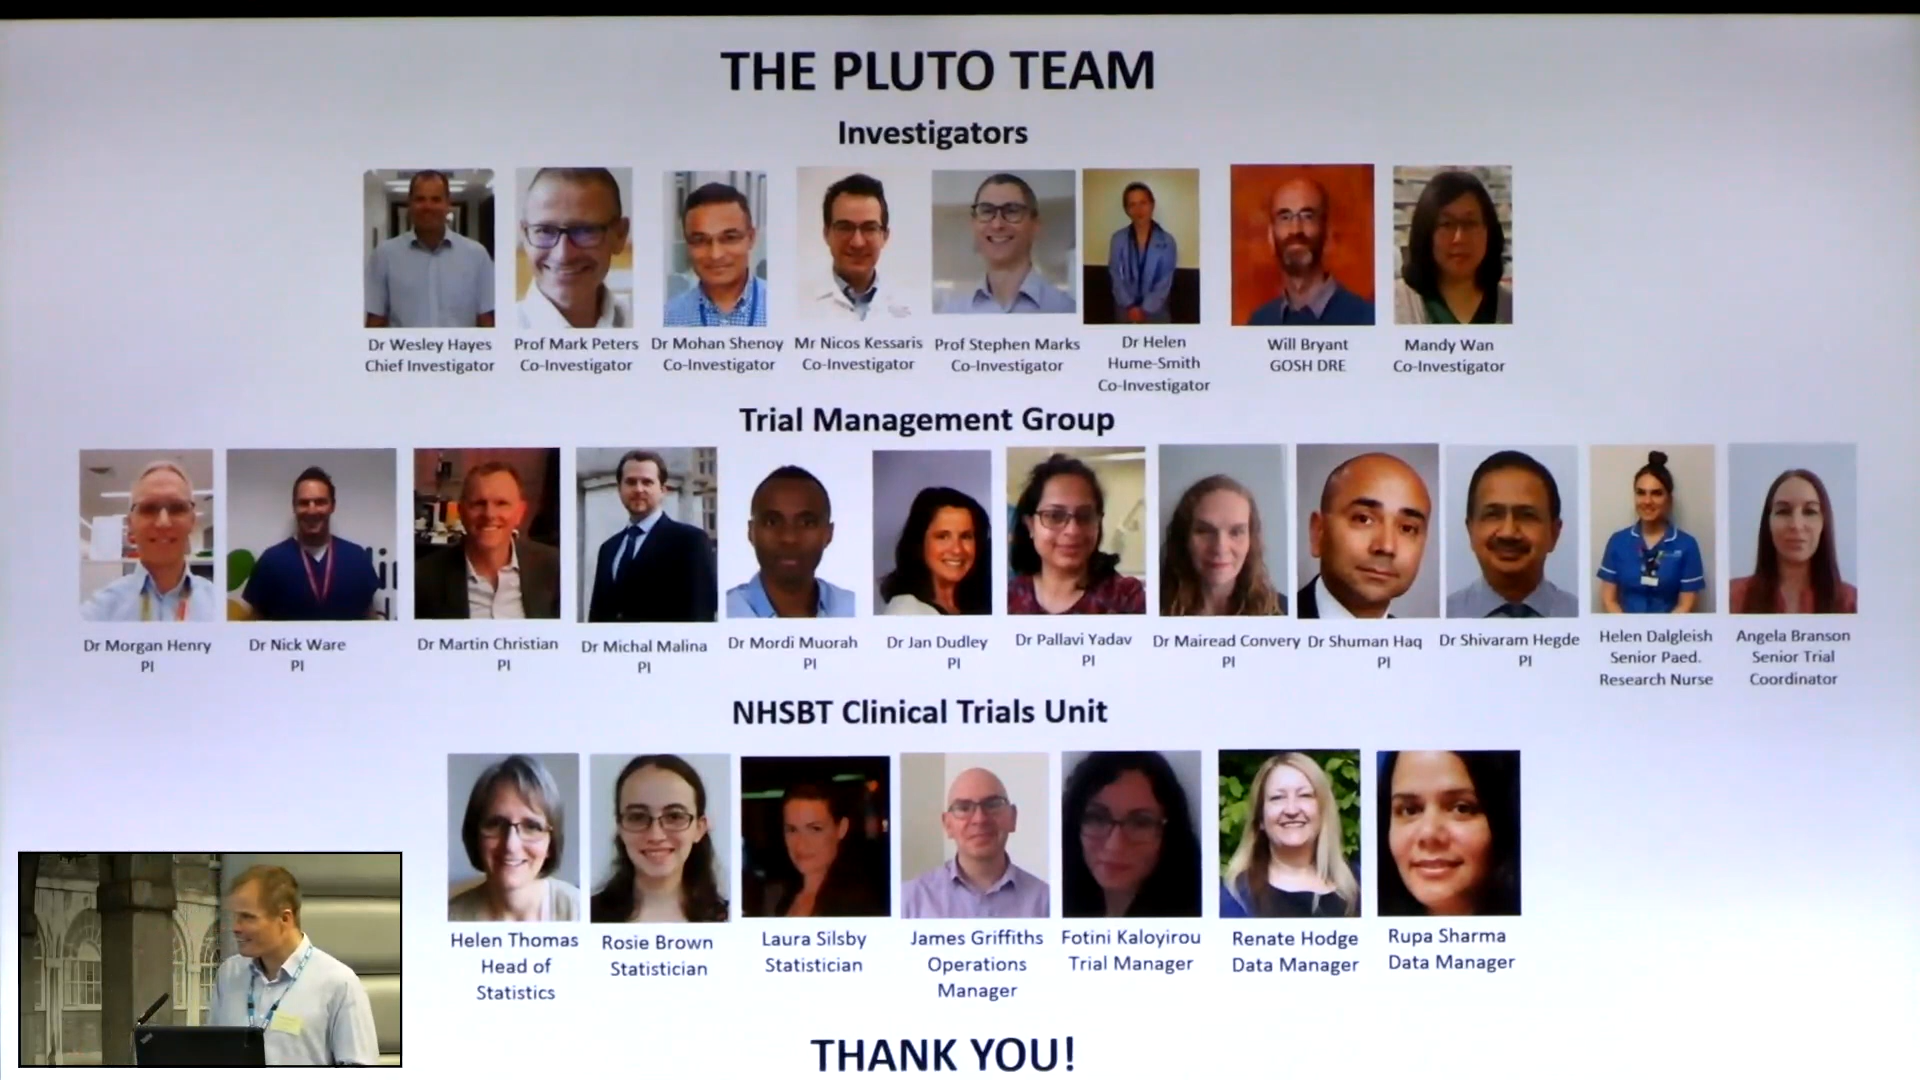 THE PLUTO TEAM
Investigators
Dr Wesley Hayes
Chief Investigator
Prof Mark Peters
Co-Investigator
Dr Mohan Shenoy
Co-Investigator
Mr Nicos Kessaris
Co-Investigator
Prof Stephen Marks
Co-Investigator
Dr Helen
Hume-Smith
Co-Investigator
Will Bryant
GOSH DRE
Mandy Wan
Co-Investigator
Trial Management Group
Dr Morgan Henry
PI
Dr Nick Ware
PI
Dr Martin Christian
PI
Dr Michal Malina
PI
Dr Mordi Muorah
PI
Dr Jan Dudley
PI
Dr Pallavi Yadav
PI
Dr Mairead Convery
PI
Dr Shuman Haq
PI
Dr Shivaram Hegde
PI
Helen Dalgleish
Senior Paed.
Research Nurse
Angela Branson
Senior Trial
Coordinator
NHSBT Clinical Trials Unit
Helen Thomas
Head of
Statistics
Rosie Brown
Statistician
Laura Silsby
Statistician
James Griffiths
Operations
Manager
Fotini Kaloyirou
Trial Manager
Renate Hodge
Data Manager
Rupa Sharma
Data Manager
THANK YOU!